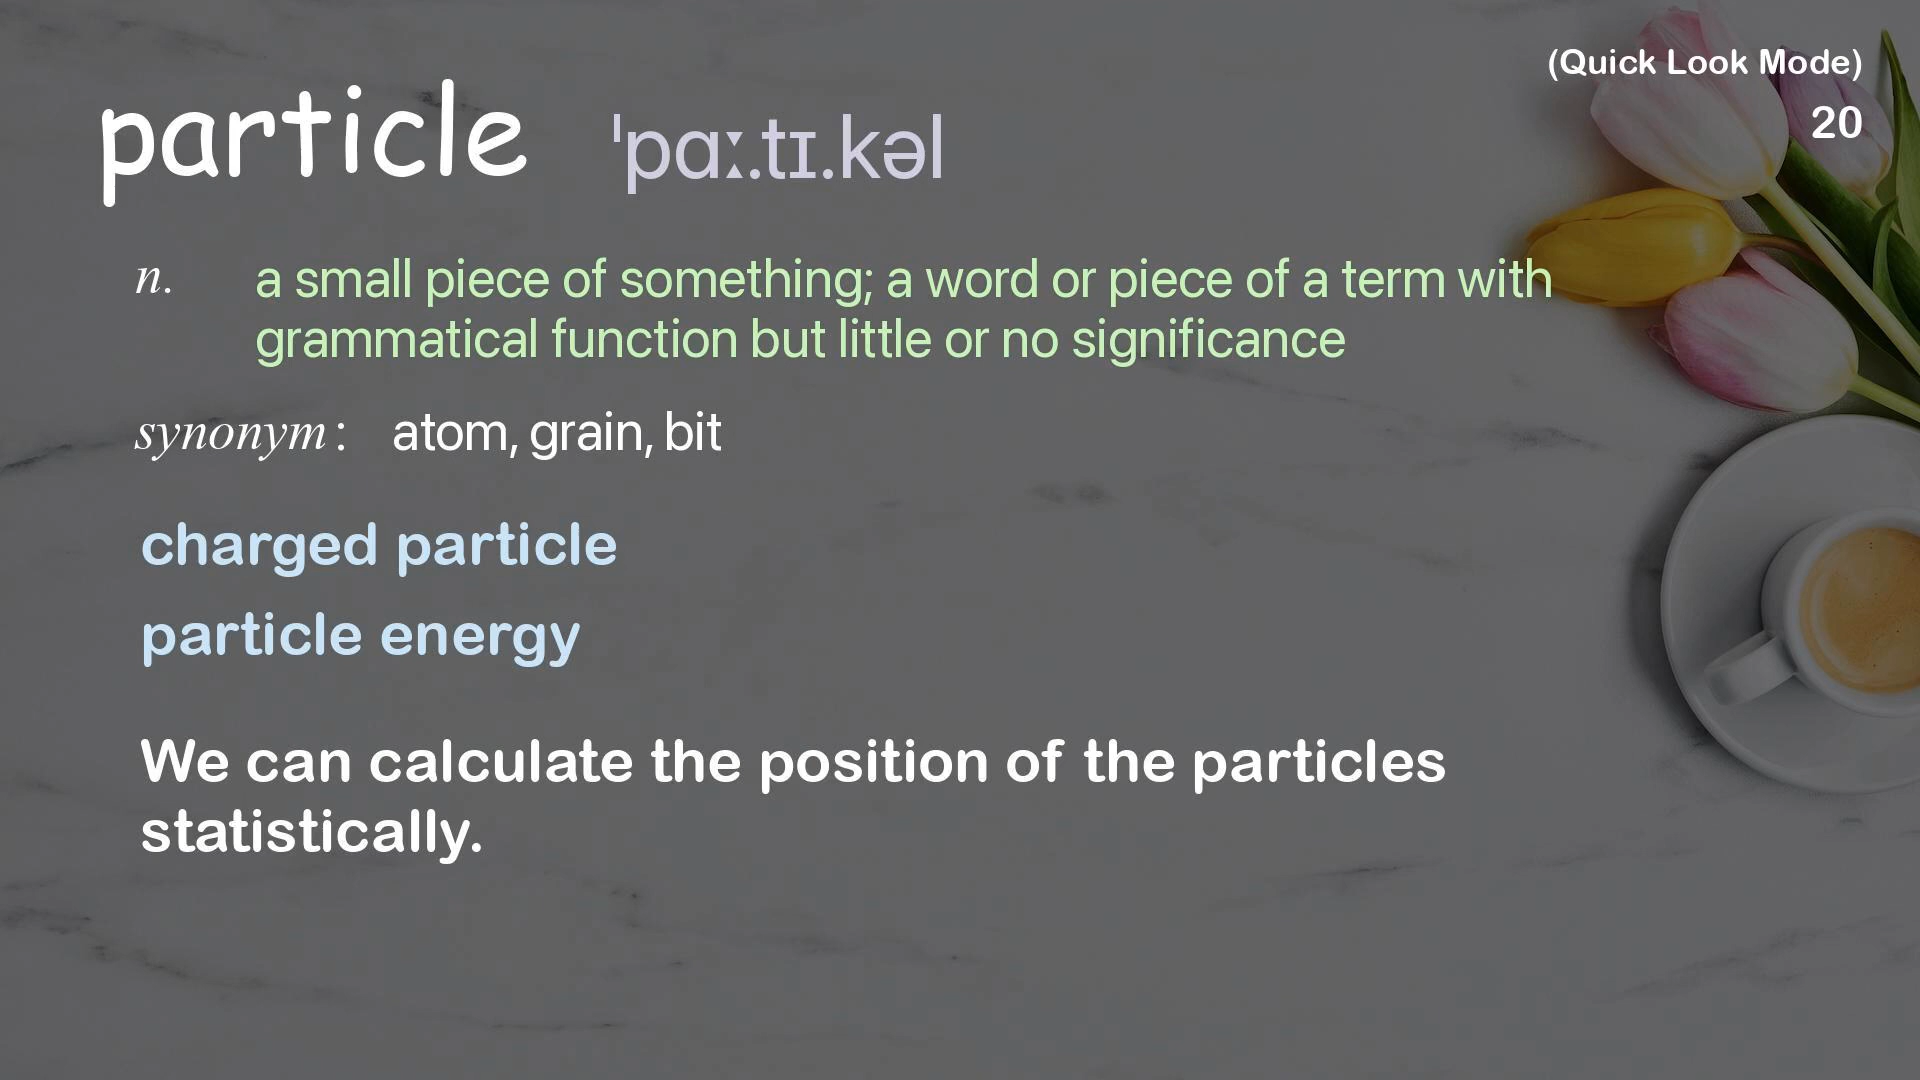 (Quick Look Mode)
20
particle ˈpɑː.tɪ.kəl
n. a small piece of something; a word or piece of a term with
grammatical function but little or no significance
synonym: atom, grain, bit
charged particle
particle energy
We can calculate the position of the particles
statistically.